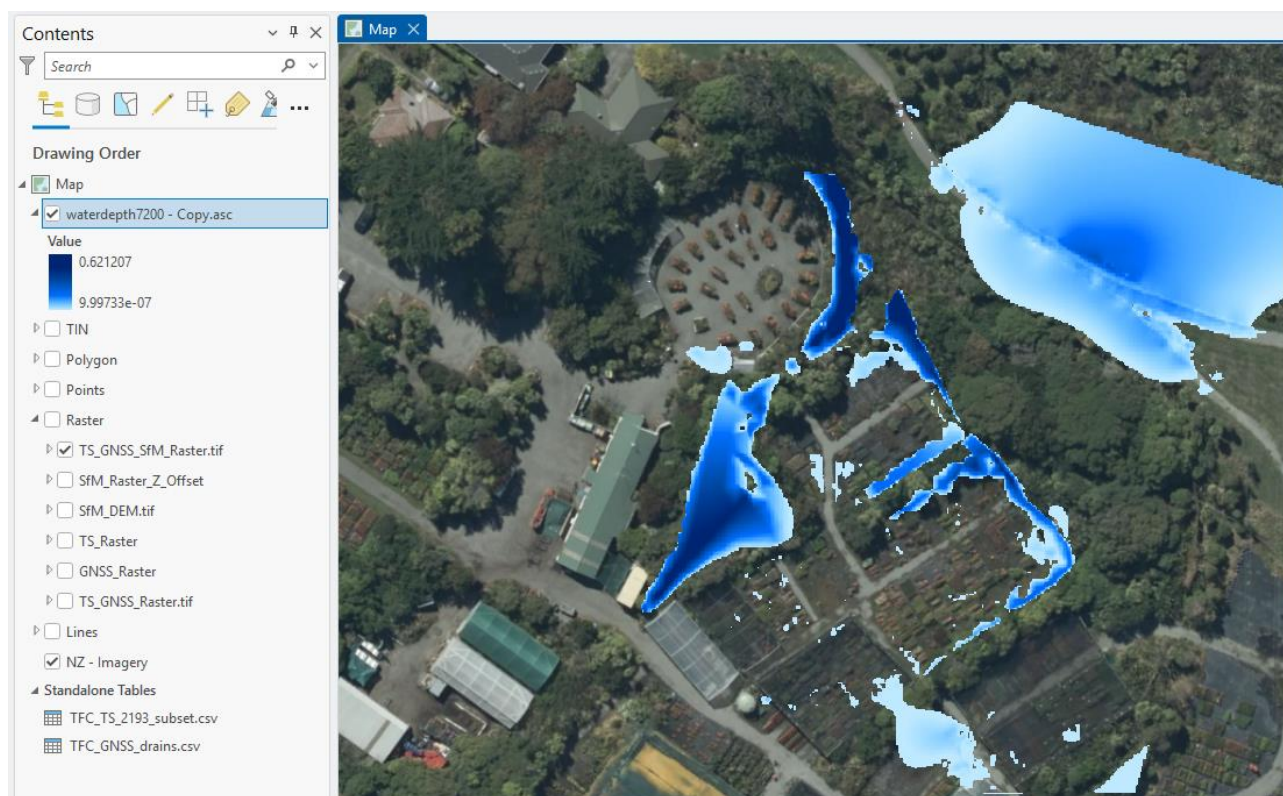 Contents
Map
Search
Drawing Order
Map
waterdepth7200 - Copy.asc
Value
0.621207
9.99733e-07
TIN
Polygon
Points
Raster
TS_GNSS_SfM_Raster.tif
SfM_Raster_Z_Offset
SfM_DEM.tif
TS_Raster
GNSS_Raster
TS_GNSS_Raster.tif
Lines
NZ - Imagery
Standalone Tables
TFC_TS_2193_subset.csv
TFC_GNSS_drains.csv